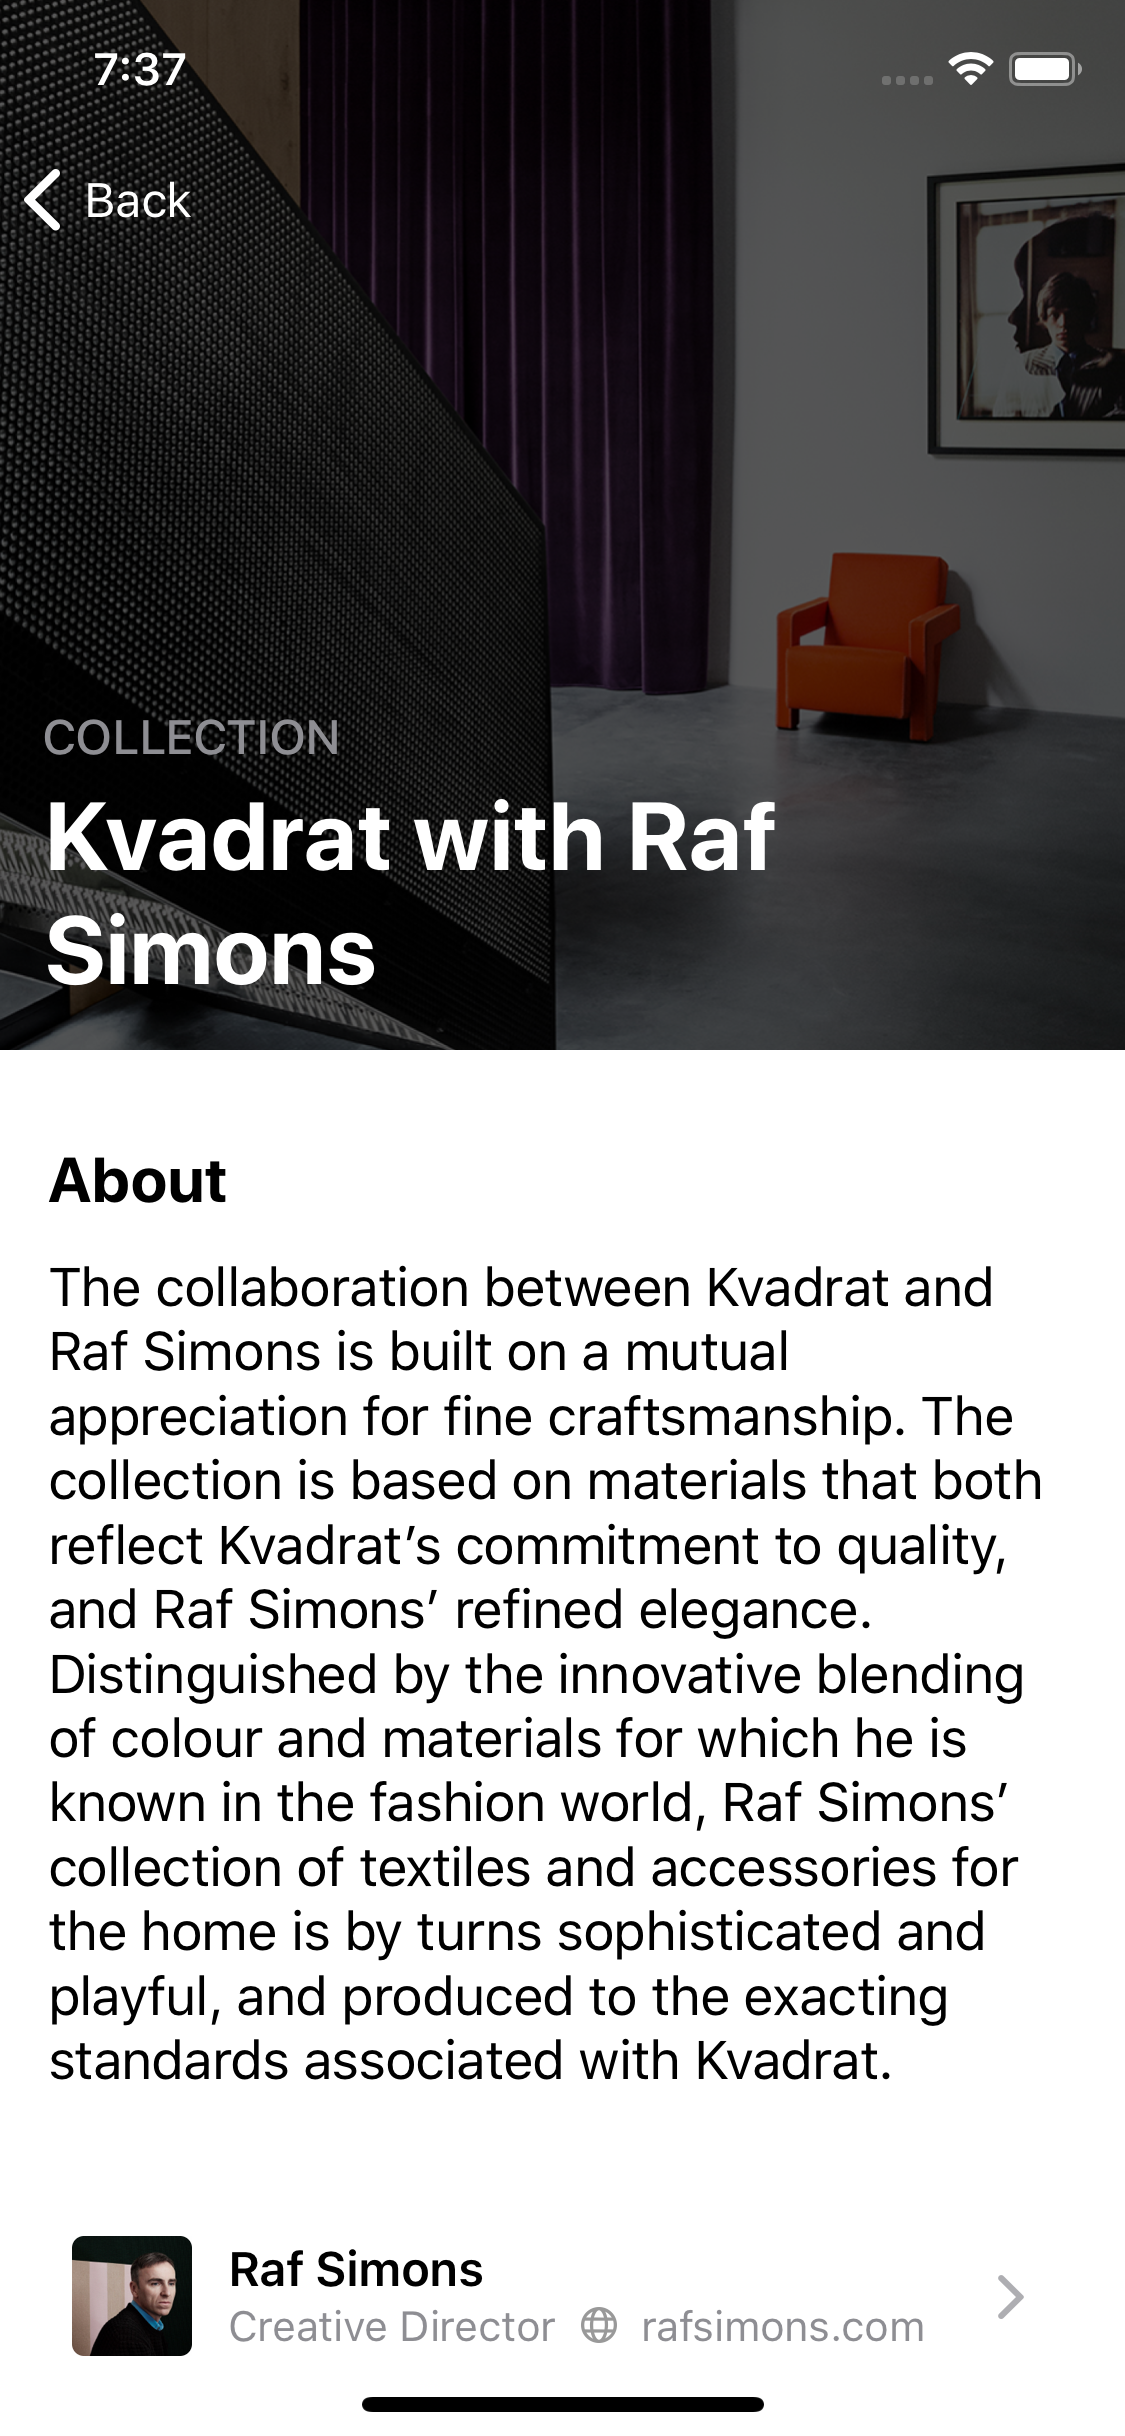 7:37
Back
COLLECTION
Kvadrat with Raf
Simons
About
The collaboration between Kvadrat and
Raf Simons is built on a mutual
appreciation for fine craftsmanship. The
collection is based on materials that both
reflect Kvadrat’s commitment to quality,
and Raf Simons’ refined elegance.
Distinguished by the innovative blending
of colour and materials for which he is
known in the fashion world, Raf Simons’
collection of textiles and accessories for
the home is by turns sophisticated and
playful, and produced to the exacting
standards associated with Kvadrat.
Raf Simons
Creative Director rafsimons.com